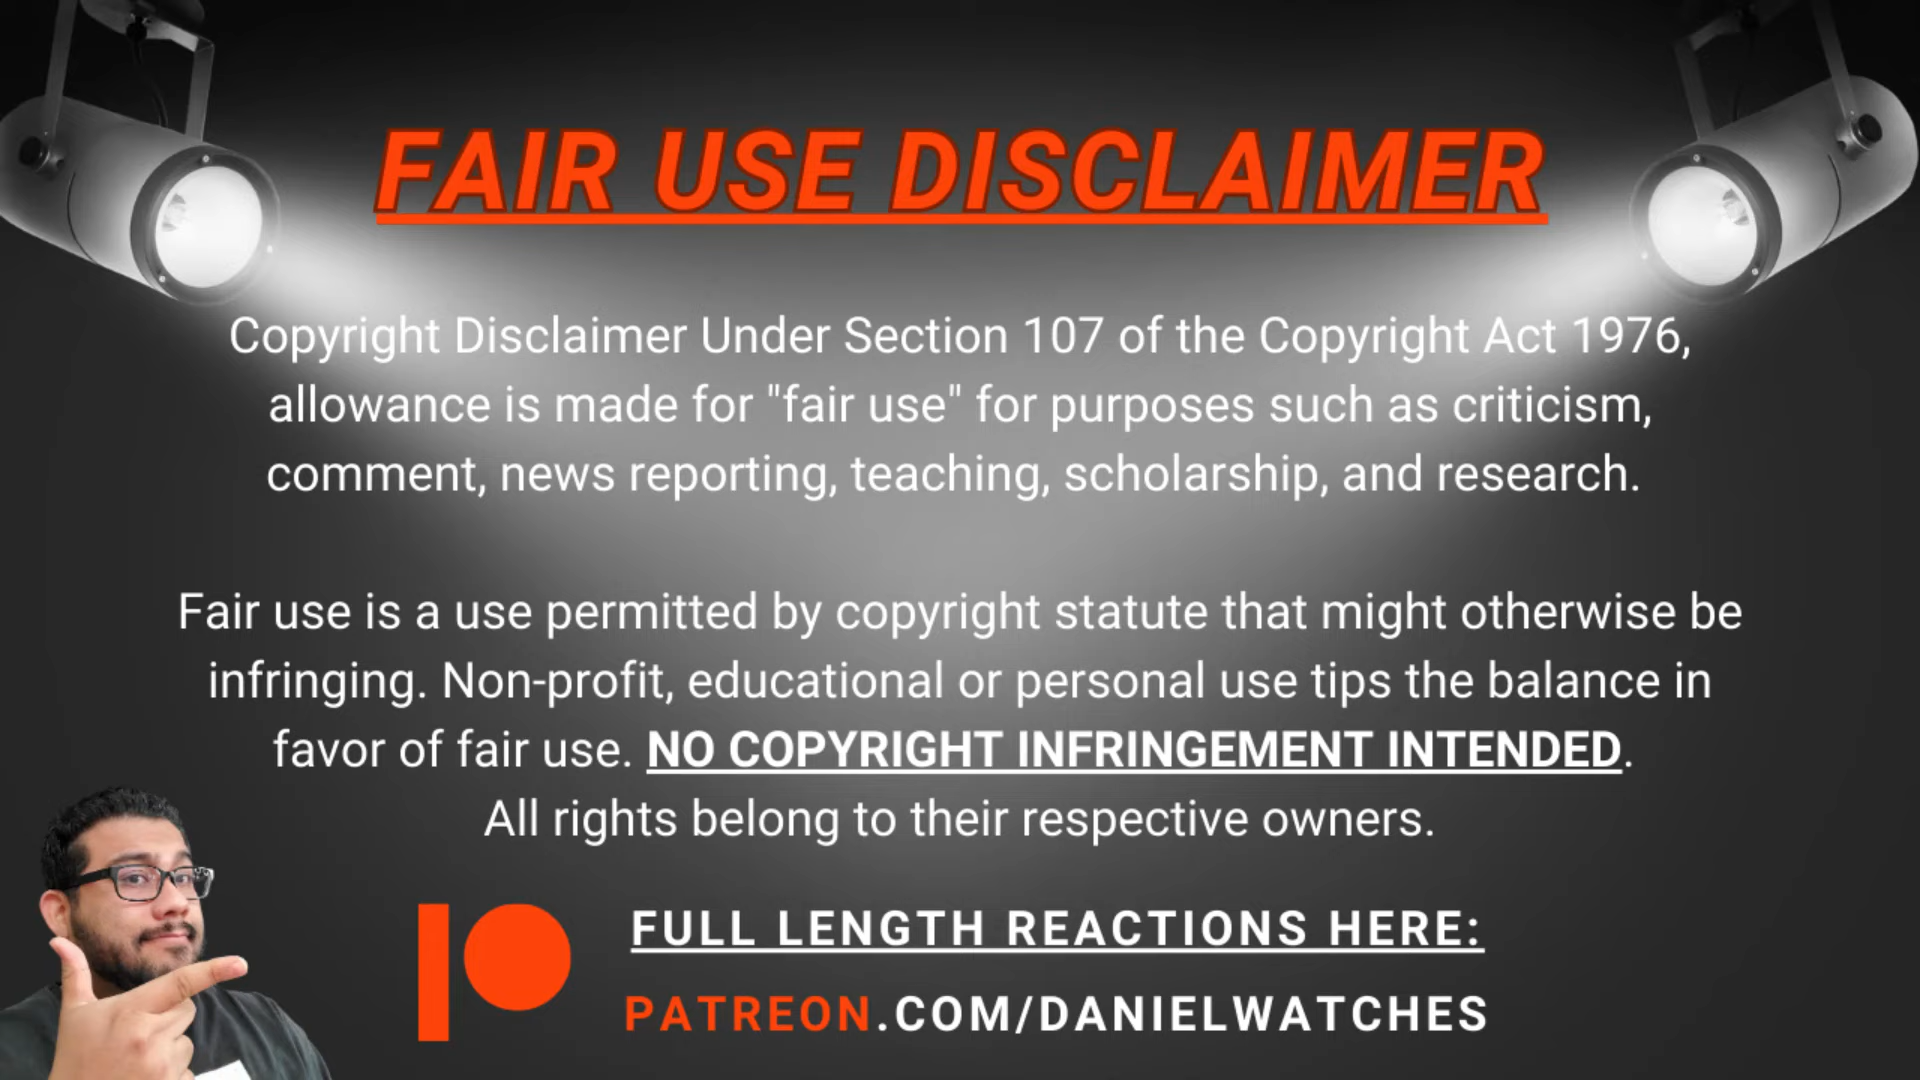 FAIR USE DISCLAIMER
Copyright Disclaimer Under Section 107 of the Copyright Act 1976,
allowance is made for "fair use" for purposes such as criticism,
comment, news reporting, teaching, scholarship, and research.
Fair use is a use permitted by copyright statute that might otherwise be
infringing. Non-profit, educational or personal use tips the balance in
favor of fair use. NO COPYRIGHT INFRINGEMENT INTENDED.
All rights belong to their respective owners.
FULL LENGTH REACTIONS HERE:
PATREON.COM/DANIELWATCHES